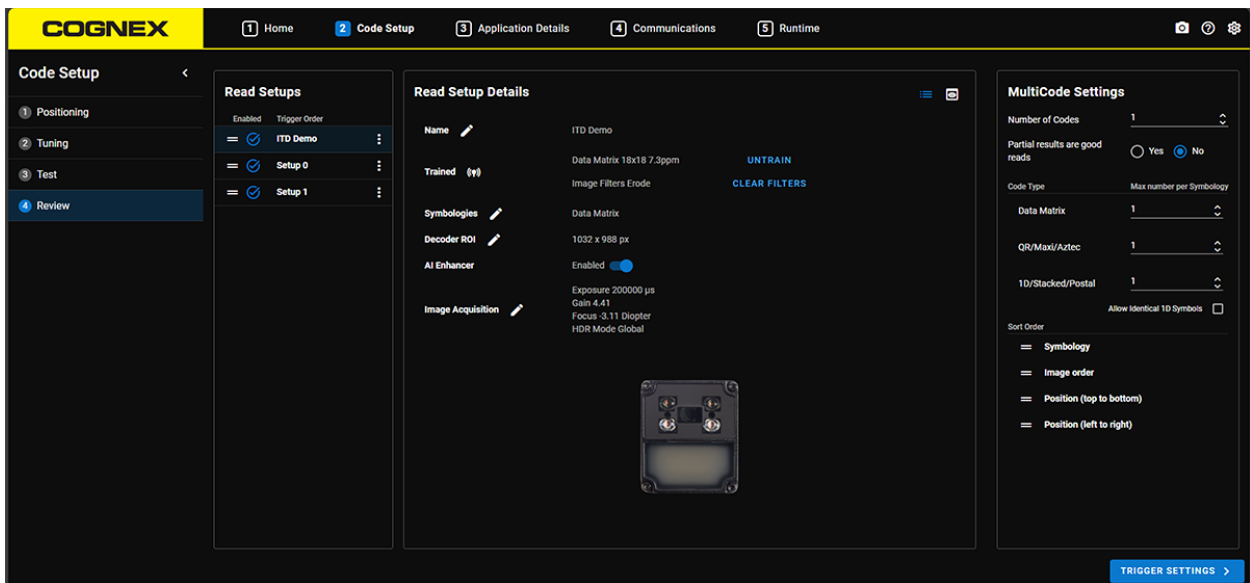 COGNEX
1 Home
2 Code Setup
3 Application Details
4 Communications
5 Runtime
Code Setup
1 Positioning
2 Tuning
3 Test
4 Review
Read Setups
Enabled Trigger Order
ITD Demo
Setup 0
Setup 1
Read Setup Details
Name ITD Demo
Trained Data Matrix 18x18 7.3ppm UNTRAIN
Image Filters Erode CLEAR FILTERS
Symbologies Data Matrix
Decoder ROI 1032 x 988 px
AI Enhancer Enabled
Image Acquisition
Exposure 200000 µs
Gain 4.41
Focus -3.11 Diopter
HDR Mode Global
MultiCode Settings
Number of Codes 1
Partial results are good
reads
Yes No
Code Type Max number per Symbology
Data Matrix 1
QR/Maxi/Aztec 1
1D/Stacked/Postal 1
Allow Identical 1D Symbols
Sort Order
Symbology
Image order
Position (top to bottom)
Position (left to right)
TRIGGER SETTINGS